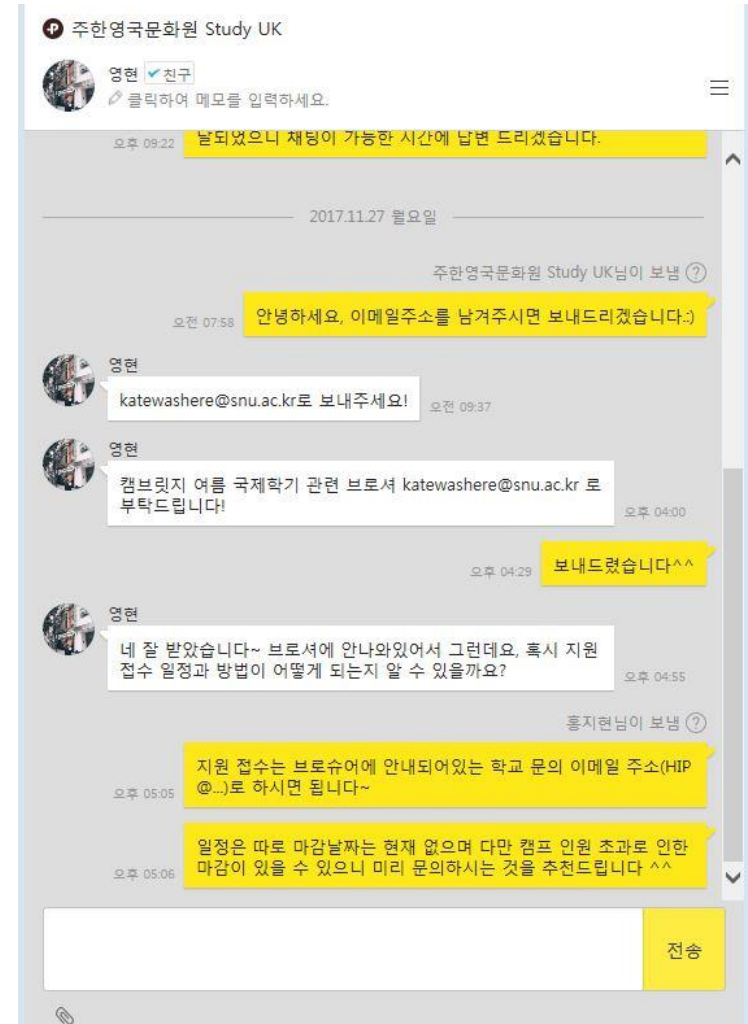 주한영국문화원 Study UK
영현 친구
클릭하여 메모를 입력하세요.
오후 09:22 달되었으니 채팅이 가능한 시간에 답변 드리겠습니다.
2017.11.27 월요일
주한영국문화원 Study UK님이 보냄 ?
오전 07:58 안녕하세요, 이메일주소를 남겨주시면 보내드리겠습니다.:)
영현
katewashere@snu.ac.kr로 보내주세요! 오전 09:37
영현
캠브릿지 여름 국제학기 관련 브로셔 katewashere@snu.ac.kr 로
부탁드립니다! 오후 04:00
오후 04:29 보내드렸습니다^^
영현
네 잘 받았습니다~ 브로셔에 안나와있어서 그런데요, 혹시 지원
접수 일정과 방법이 어떻게 되는지 알 수 있을까요? 오후 04:55
홍지현님이 보냄 ?
지원 접수는 브로슈어에 안내되어있는 학교 문의 이메일 주소(HIP
오후 05:05 @...)로 하시면 됩니다~
일정은 따로 마감날짜는 현재 없으며 다만 캠프 인원 초과로 인한
오후 05:06 마감이 있을 수 있으니 미리 문의하시는 것을 추천드립니다 ^^
전송